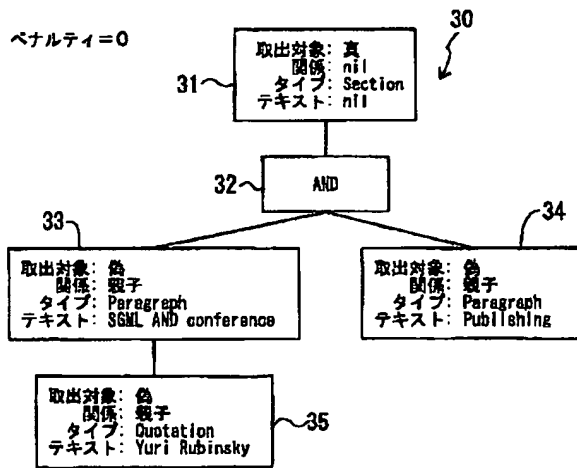 ペナルティ=0
30
31
取出対象: 真
関係: nil
タイプ: Section
テキスト: nil
32
AND
33
取出対象: 偽
関係: 親子
タイプ: Paragraph
テキスト: SGML AND conference
34
取出対象: 偽
関係: 親子
タイプ: Paragraph
テキスト: Publishing
取出対象: 偽
関係: 親子
タイプ: Quotation
テキスト: Yuri Rubinsky
35